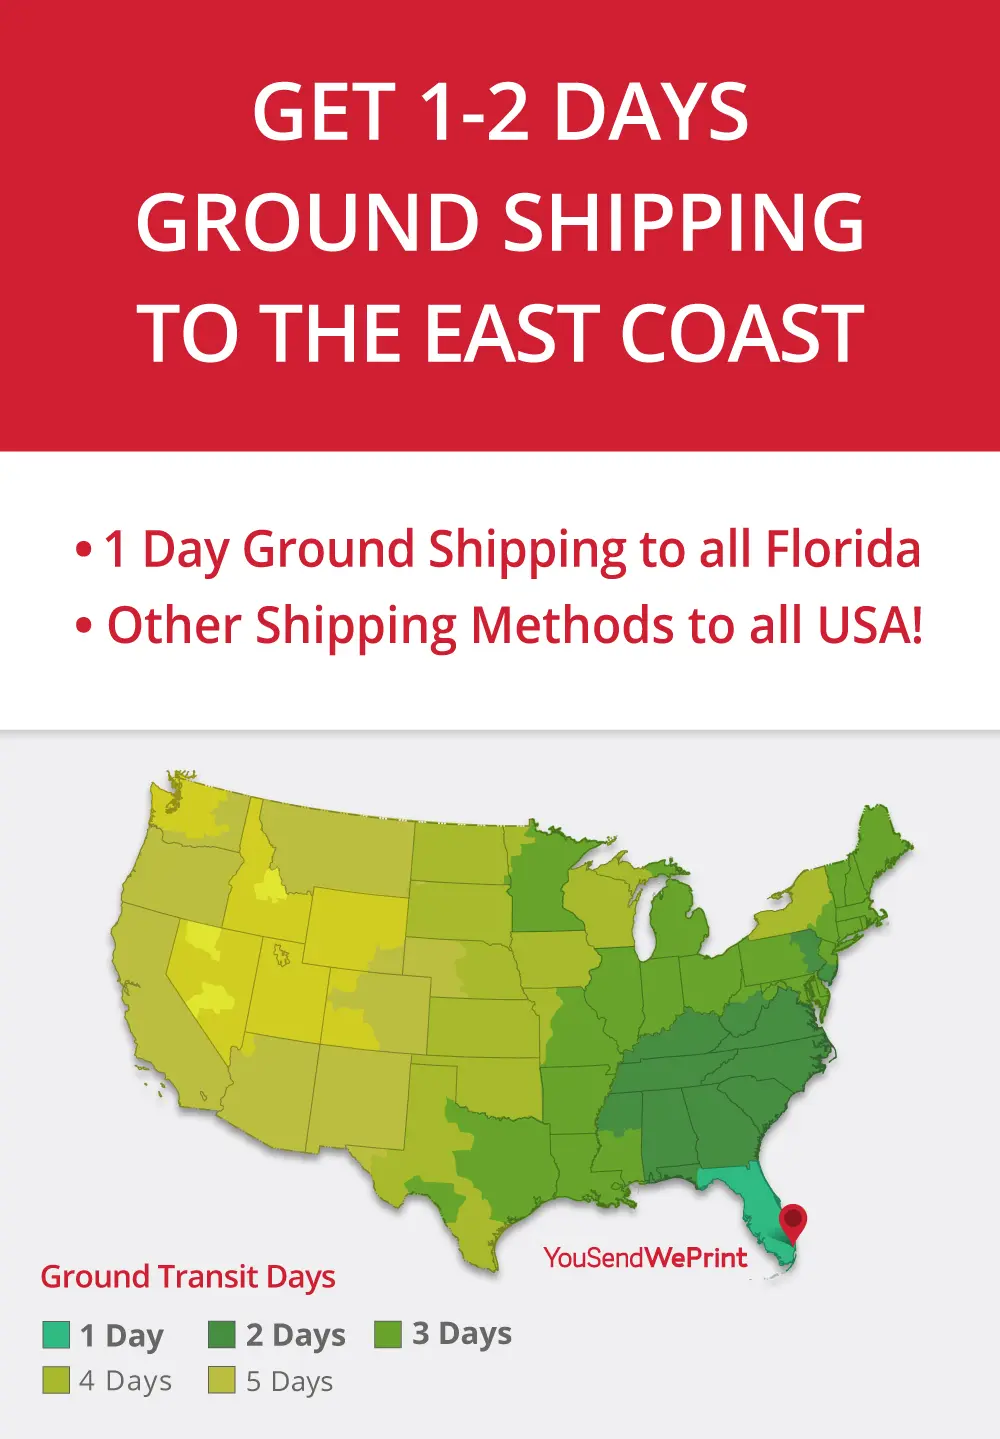 GET 1-2 DAYS
GROUND SHIPPING
TO THE EAST COAST
• 1 Day Ground Shipping to all Florida
• Other Shipping Methods to all USA!
YouSendWePrint
Ground Transit Days
1 Day 2 Days 3 Days
4 Days 5 Days